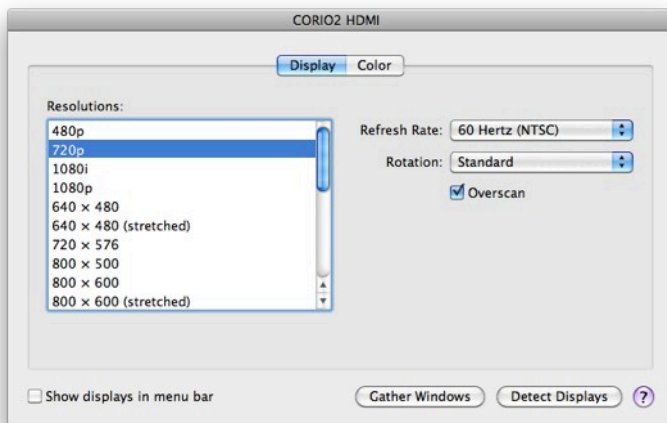 CORIO2 HDMI
Display Color
Resolutions:
480p
720p
1080i
1080p
640 × 480
640 × 480 (stretched)
720 × 576
800 × 500
800 × 600
800 × 600 (stretched)
Refresh Rate: 60 Hertz (NTSC)
Rotation: Standard
Overscan
Show displays in menu bar
Gather Windows Detect Displays ?